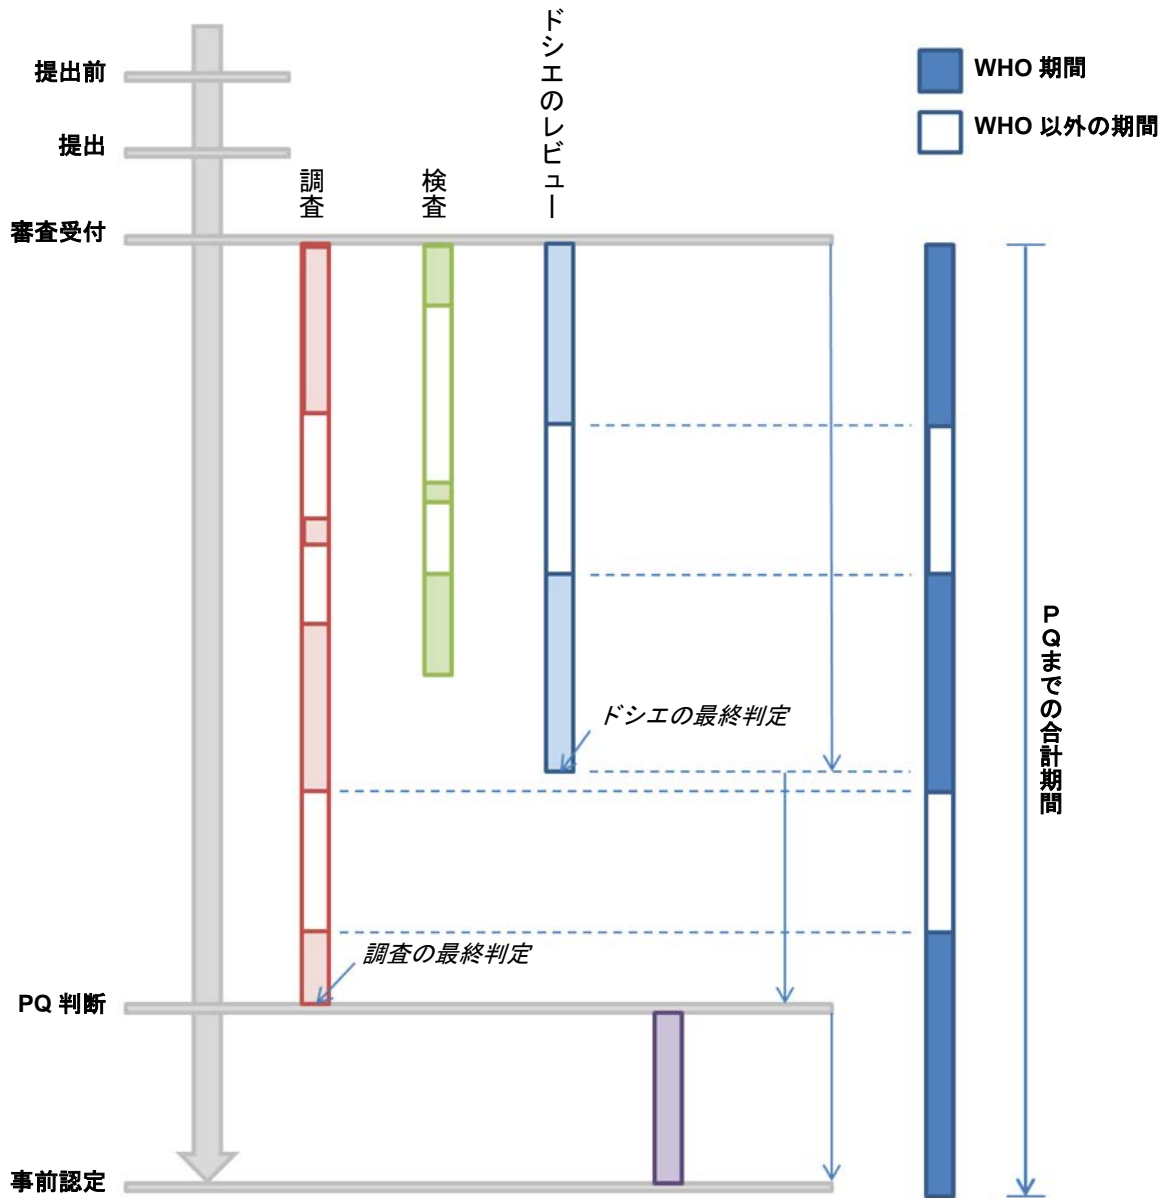 提出前
提出
審査受付
PQ 判断
事前認定
調査
検査
ドシエのレビュー
WHO 期間
WHO 以外の期間
ドシエの最終判定
調査の最終判定
PQまでの合計期間